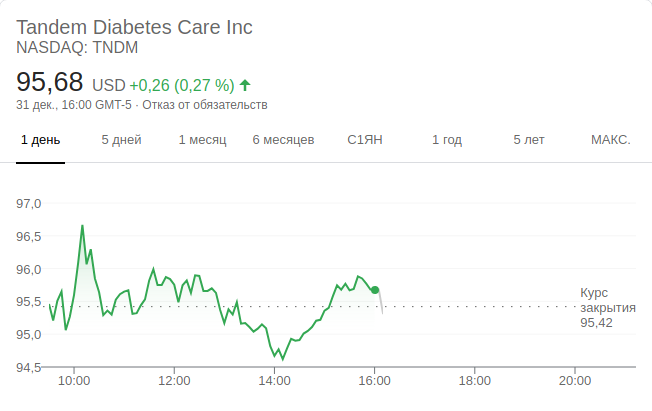 Tandem Diabetes Care Inc
NASDAQ: TNDM
95,68 USD +0,26 (0,27 %)
31 дек., 16:00 GMT-5 · Отказ от обязательств
1 день 5 дней 1 месяц 6 месяцев С1ЯН 1 год 5 лет МАКС.
97,0
96,5
96,0
95,5
95,0
94,5
Курс
закрытия
95,42
10:00 12:00 14:00 16:00 18:00 20:00